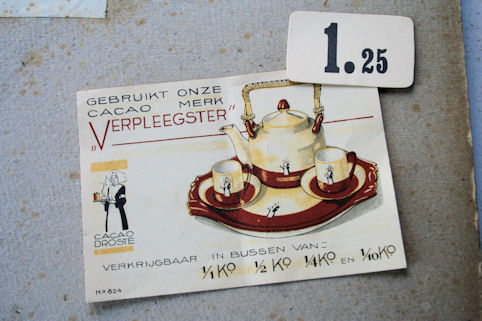 1.25
GEBRUIKT ONZE
CACAO MERK
„VERPLEEGSTER”
CACAO
DROSTE
VERKRIJGBAAR IN BUSSEN VAN
1/1 KO 1/2 KO 1/4 KO EN 1/10 KO
No 824